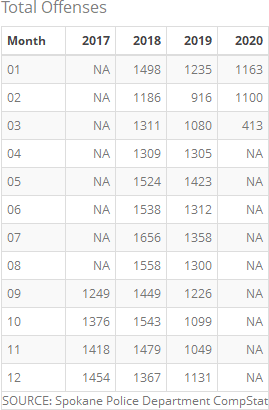 Total Offenses
Month 2017 2018 2019 2020
01 NA 1498 1235 1163
02 NA 1186 916 1100
03 NA 1311 1080 413
04 NA 1309 1305 NA
05 NA 1524 1423 NA
06 NA 1538 1312 NA
07 NA 1656 1358 NA
08 NA 1558 1300 NA
09 1249 1449 1226 NA
10 1376 1543 1099 NA
11 1418 1479 1049 NA
12 1454 1367 1131 NA
SOURCE: Spokane Police Department CompStat